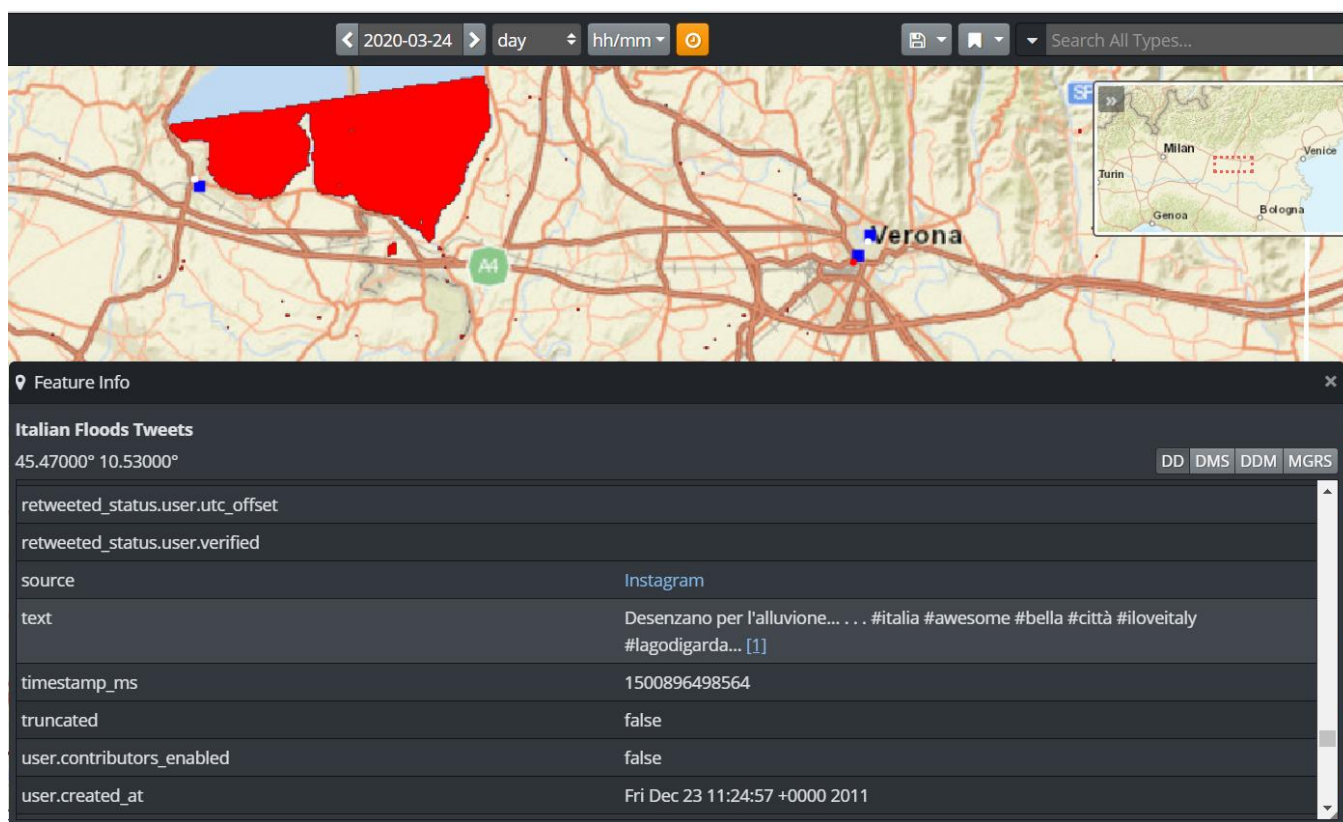 2020-03-24 day hh/mm Search All Types...
SP
Milan
Venice
Turin
Verona
Genoa
Bologna
A4
Feature Info
Italian Floods Tweets
45.47000° 10.53000°
DD DMS DDM MGRS
retweeted_status.user.utc_offset
retweeted_status.user.verified
source Instagram
text Desenzano per l'alluvione... . . . #italia #awesome #bella #città #iloveitaly
#lagodigarda... [1]
timestamp_ms 1500896498564
truncated false
user.contributors_enabled false
user.created_at Fri Dec 23 11:24:57 +0000 2011